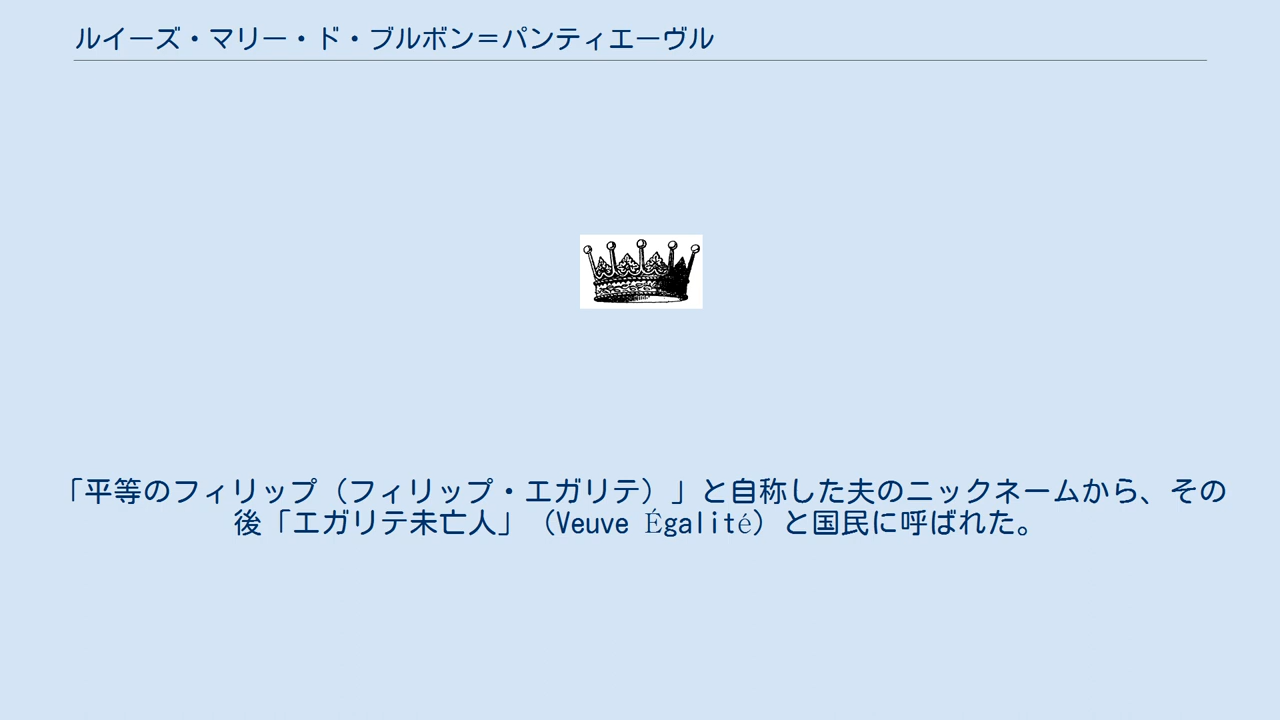 ルイーズ・マリー・ド・ブルボン＝パンティエーヴル
「平等のフィリップ（フィリップ・エガリテ）」と自称した夫のニックネームから、その
後「エガリテ未亡人」（Veuve Égalité）と国民に呼ばれた。